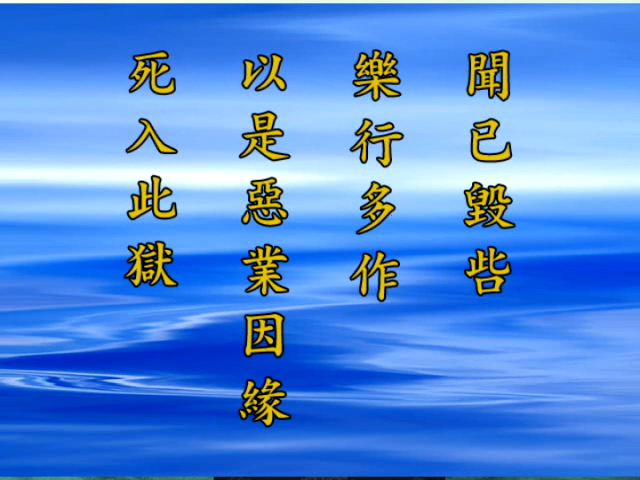 聞已毀呰
樂行多作
以是惡業因緣
死入此獄